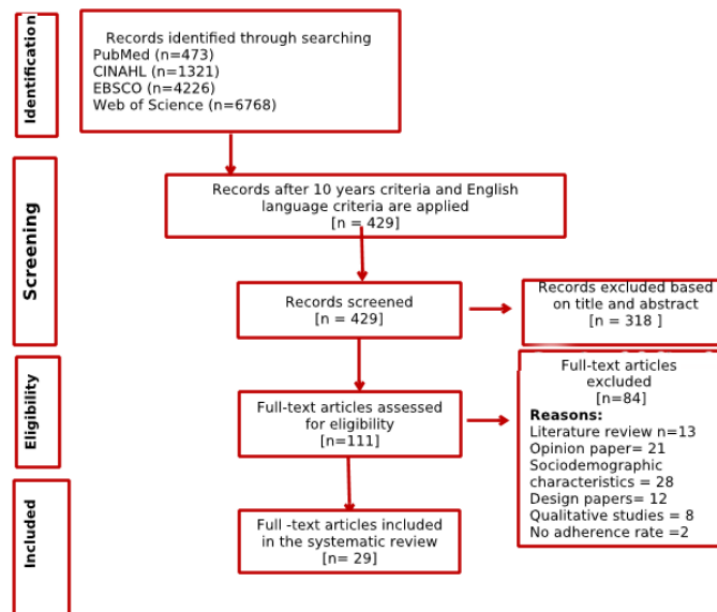 Identification
Records identified through searching
PubMed (n=473)
CINAHL (n=1321)
EBSCO (n=4226)
Web of Science (n=6768)
Screening
Records after 10 years criteria and English
language criteria are applied
[n = 429]
Records screened
[n = 429]
Records excluded based
on title and abstract
[n = 318 ]
Eligibility
Full-text articles assessed
for eligibility
[n=111]
Full-text articles
excluded
[n=84]
Reasons:
Literature review n=13
Opinion paper= 21
Sociodemographic
characteristics = 28
Design papers= 12
Qualitative studies = 8
No adherence rate =2
Included
Full -text articles included
in the systematic review
[n= 29]